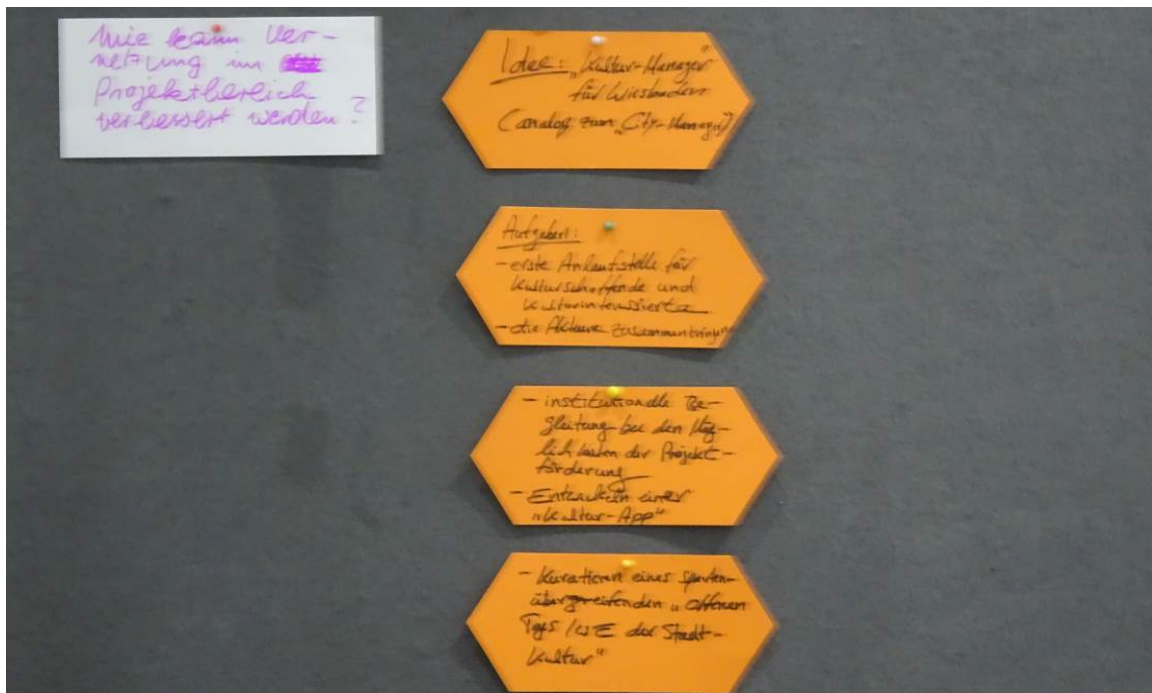 Wie kann Ver-
netzung im
Projektbereich
verbessert werden?
Idee: „Kultur-Manager"
für Wiesbaden
(analog zum „City-Manager")
Aufgaben:
- erste Anlaufstelle für
Kulturschaffende und
Kulturinteressierte
- die Akteure zusammenbringen
- institutionelle Be-
gleitung bei den Mög-
lichkeiten der Projekt-
förderung
- Entwickeln einer
„Kultur-App"
- Kuratieren eines sparten-
übergreifenden „offenen
Tags / WE der Stadt-
kultur"